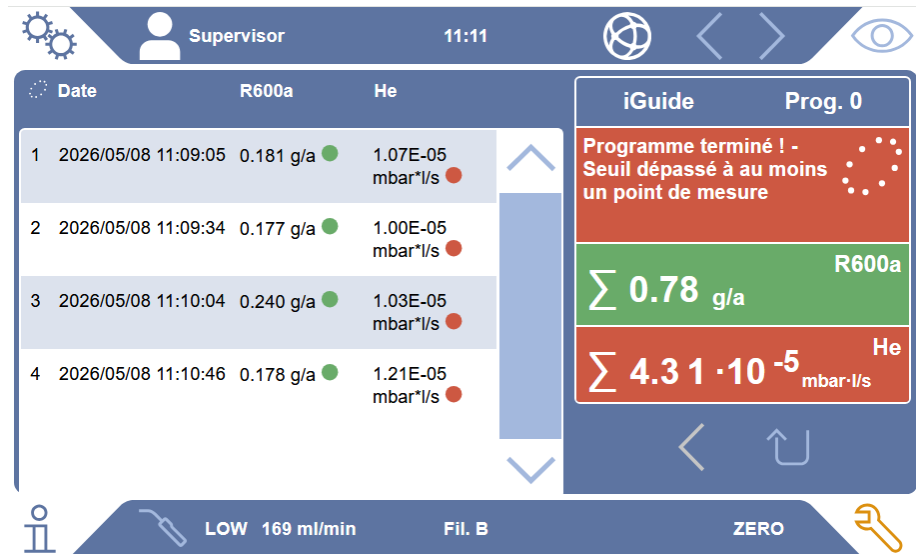 Supervisor 11:11
Date R600a He
1 2026/05/08 11:09:05 0.181 g/a 1.07E-05
mbar*l/s
2 2026/05/08 11:09:34 0.177 g/a 1.00E-05
mbar*l/s
3 2026/05/08 11:10:04 0.240 g/a 1.03E-05
mbar*l/s
4 2026/05/08 11:10:46 0.178 g/a 1.21E-05
mbar*l/s
iGuide Prog. 0
Programme terminé ! -
Seuil dépassé à au moins
un point de mesure
R600a
∑ 0.78 g/a
He
∑ 4.3 1 ·10 -5 mbar·l/s
LOW 169 ml/min Fil. B ZERO